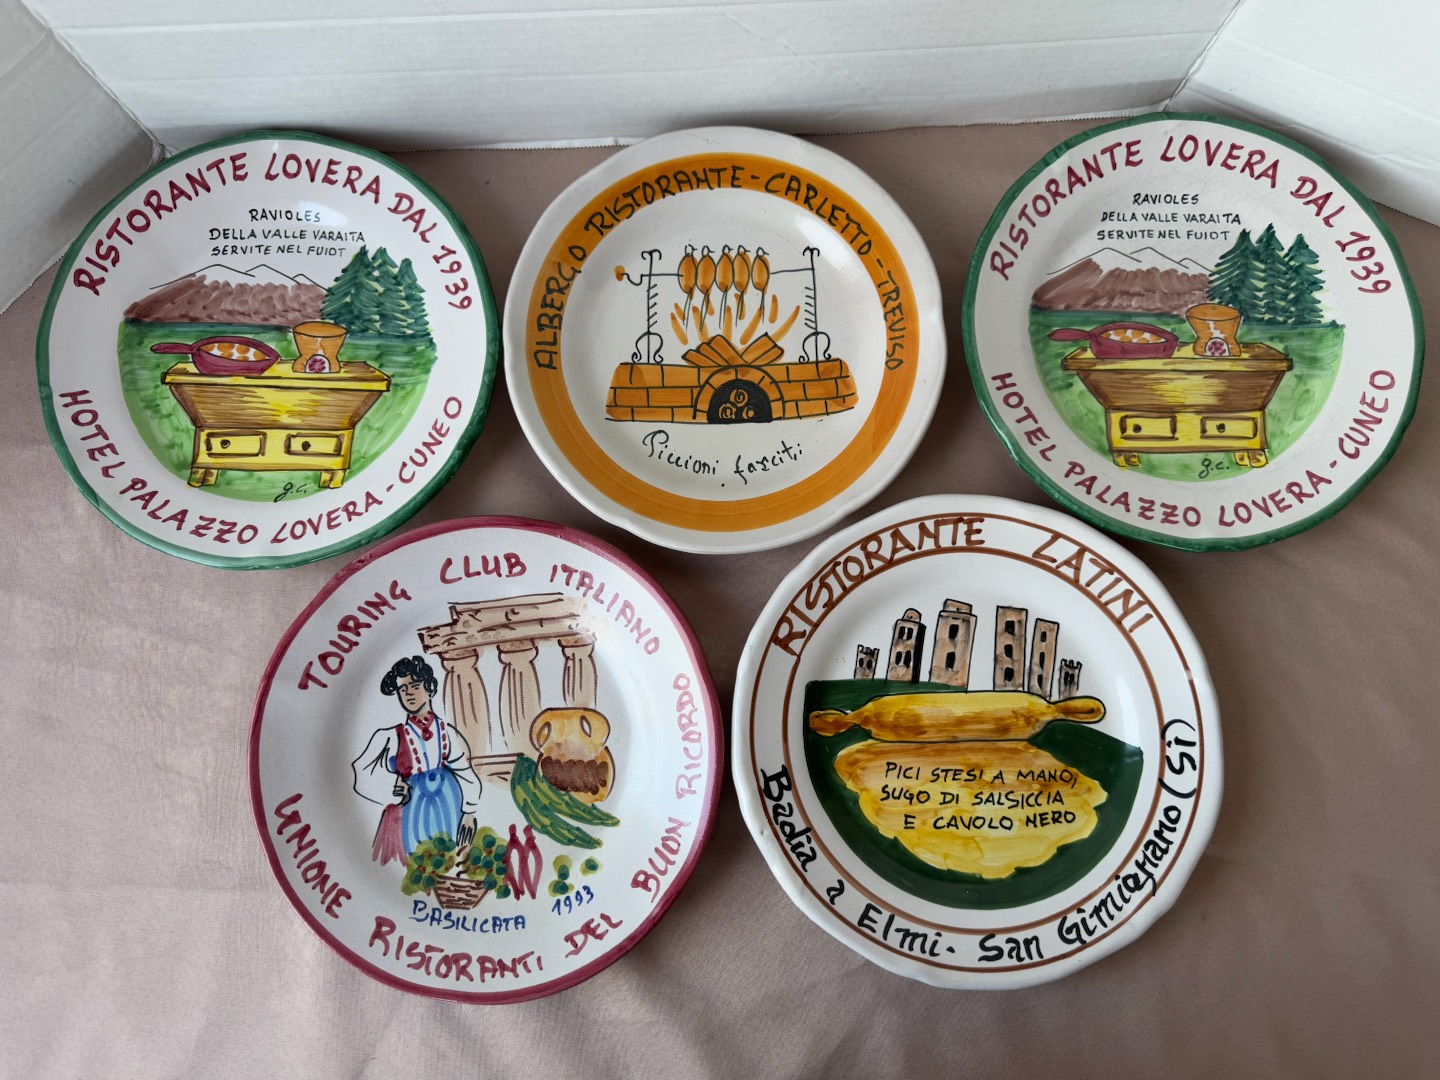 RISTORANTE LOVERA DAL 1939
RAVIOLES
DELLA VALLE VARAITA
SERVITE NEL FUIOT
g.c.
HOTEL PALAZZO LOVERA - CUNEO
ALBERGO RISTORANTE - CARLETTO - TREVISO
Piccioni farciti
RISTORANTE LOVERA DAL 1939
RAVIOLES
DELLA VALLE VARAITA
SERVITE NEL FUIOT
g.c.
HOTEL PALAZZO LOVERA - CUNEO
TOURING CLUB ITALIANO
BASILICATA 1993
UNIONE RISTORANTI DEL BUON RICORDO
RISTORANTE LATINI
PICI STESI A MANO,
SUGO DI SALSICCIA
E CAVOLO NERO
Badia a Elmi - San Gimignano (Si)